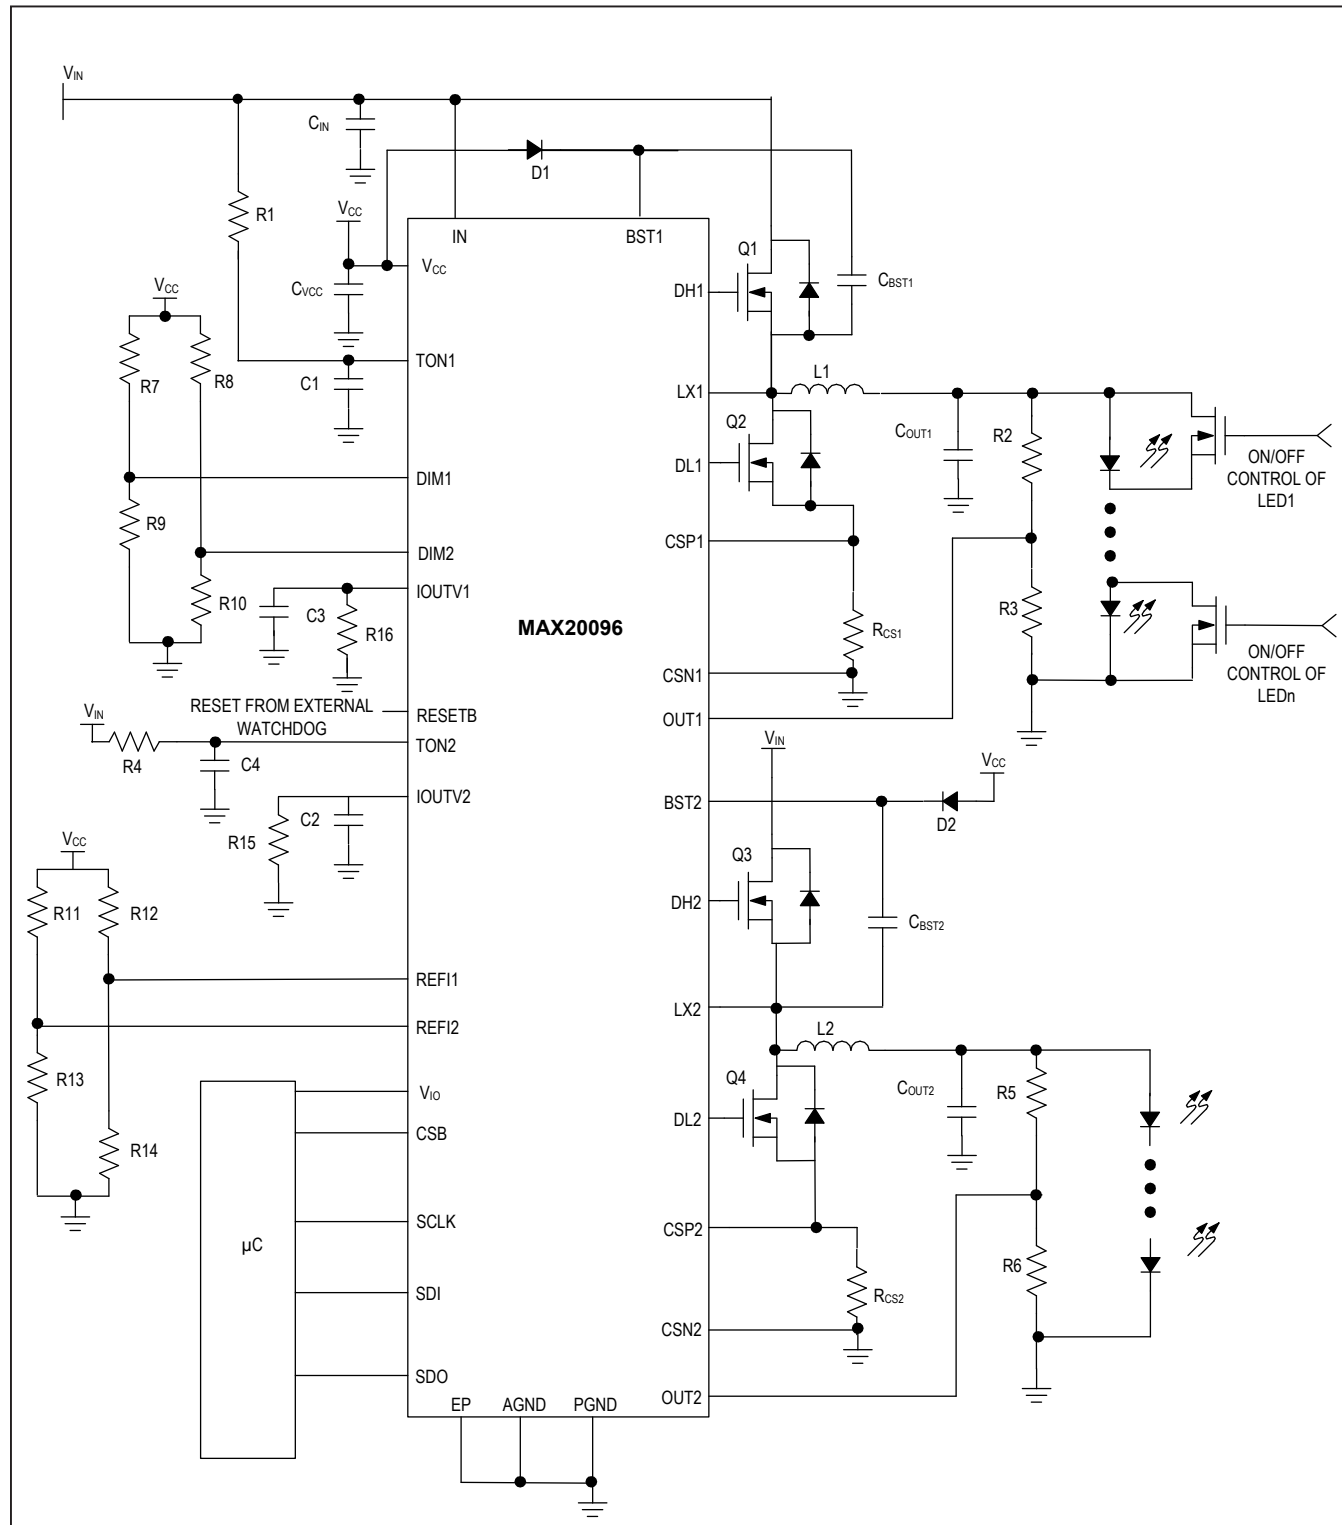 VIN
CIN
D1
R1
VCC
IN
BST1
Q1
VCC
CVCC
DH1
CBST1
VCC
TON1
R7
R8
C1
LX1
L1
Q2
COUT1
R2
DL1
ON/OFF
CONTROL OF
LED1
DIM1
R9
CSP1
DIM2
IOUTV1
R10
C3
R16
MAX20096
RCS1
R3
CSN1
ON/OFF
CONTROL OF
LEDn
RESET FROM EXTERNAL
WATCHDOG
RESETB
OUT1
VIN
TON2
VIN
R4
C4
VCC
IOUTV2
BST2
R15
C2
D2
VCC
Q3
R11
R12
DH2
CBST2
REFI1
LX2
REFI2
L2
R13
Q4
COUT2
R5
VIO
DL2
CSB
R14
SCLK
CSP2
µC
R6
SDI
RCS2
CSN2
SDO
OUT2
EP
AGND
PGND